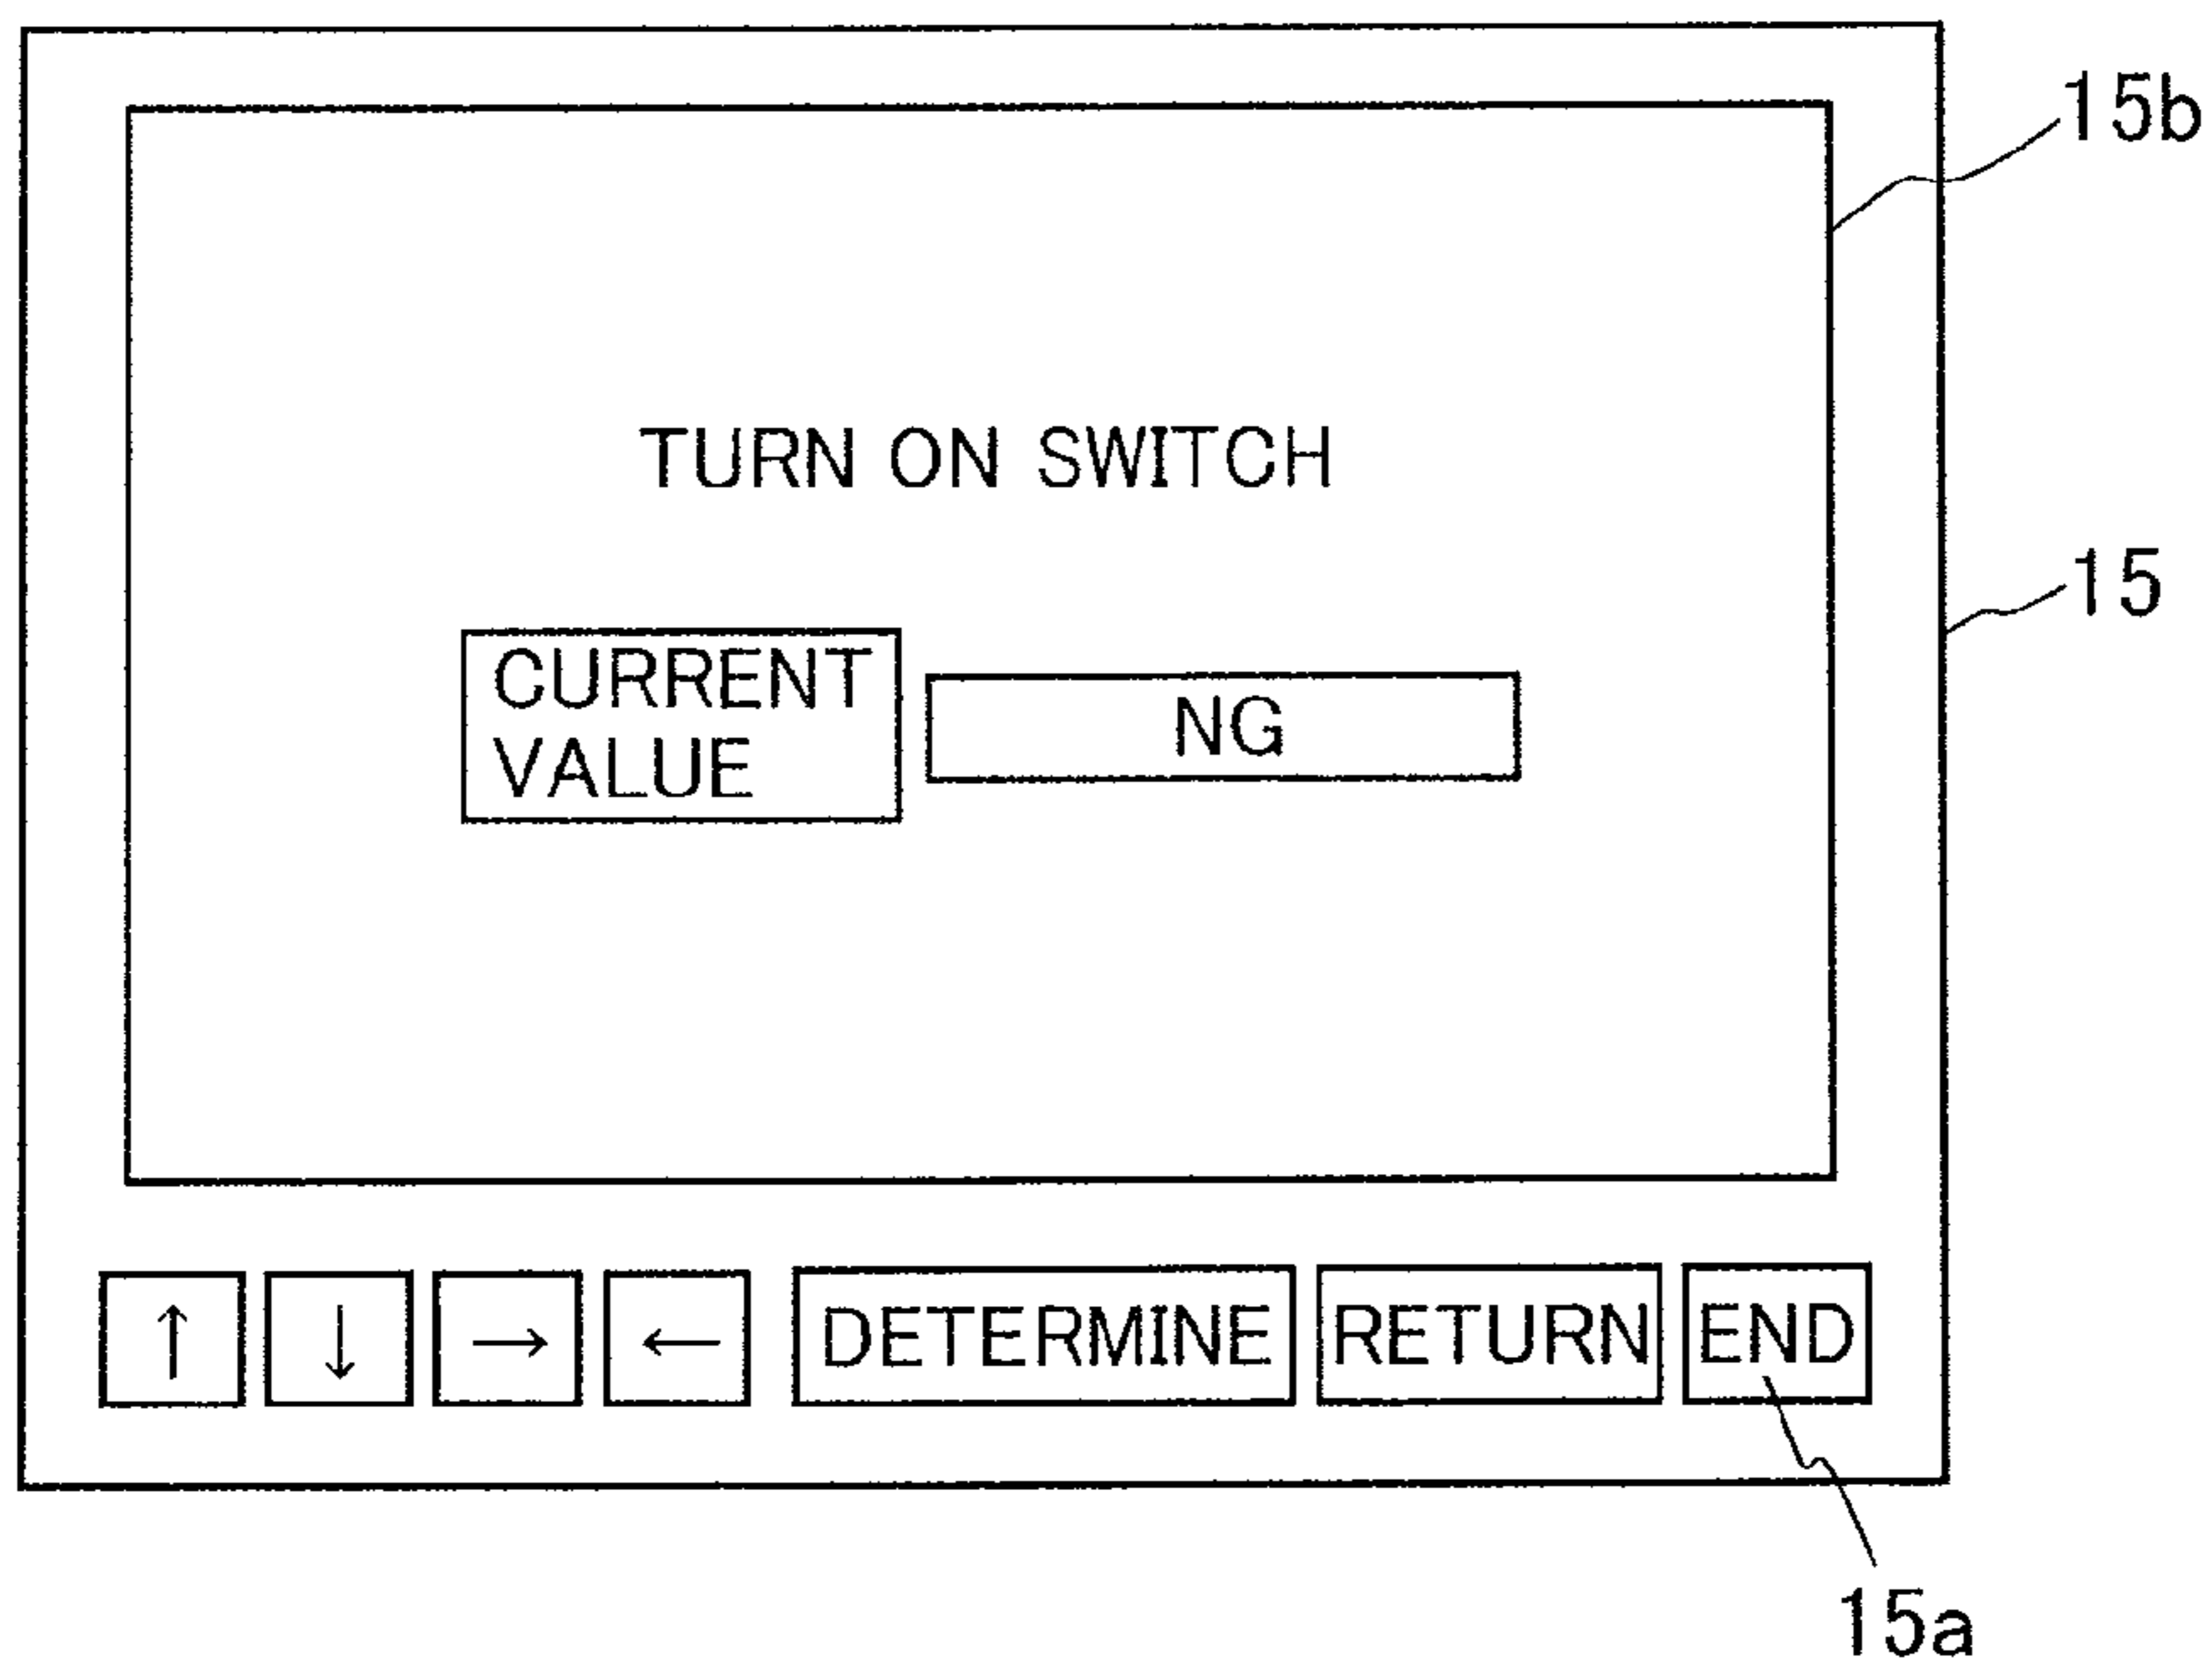 15b
TURN ON SWITCH
15
CURRENT
VALUE
NG
↑ ↓ → ← DETERMINE RETURN END
15a